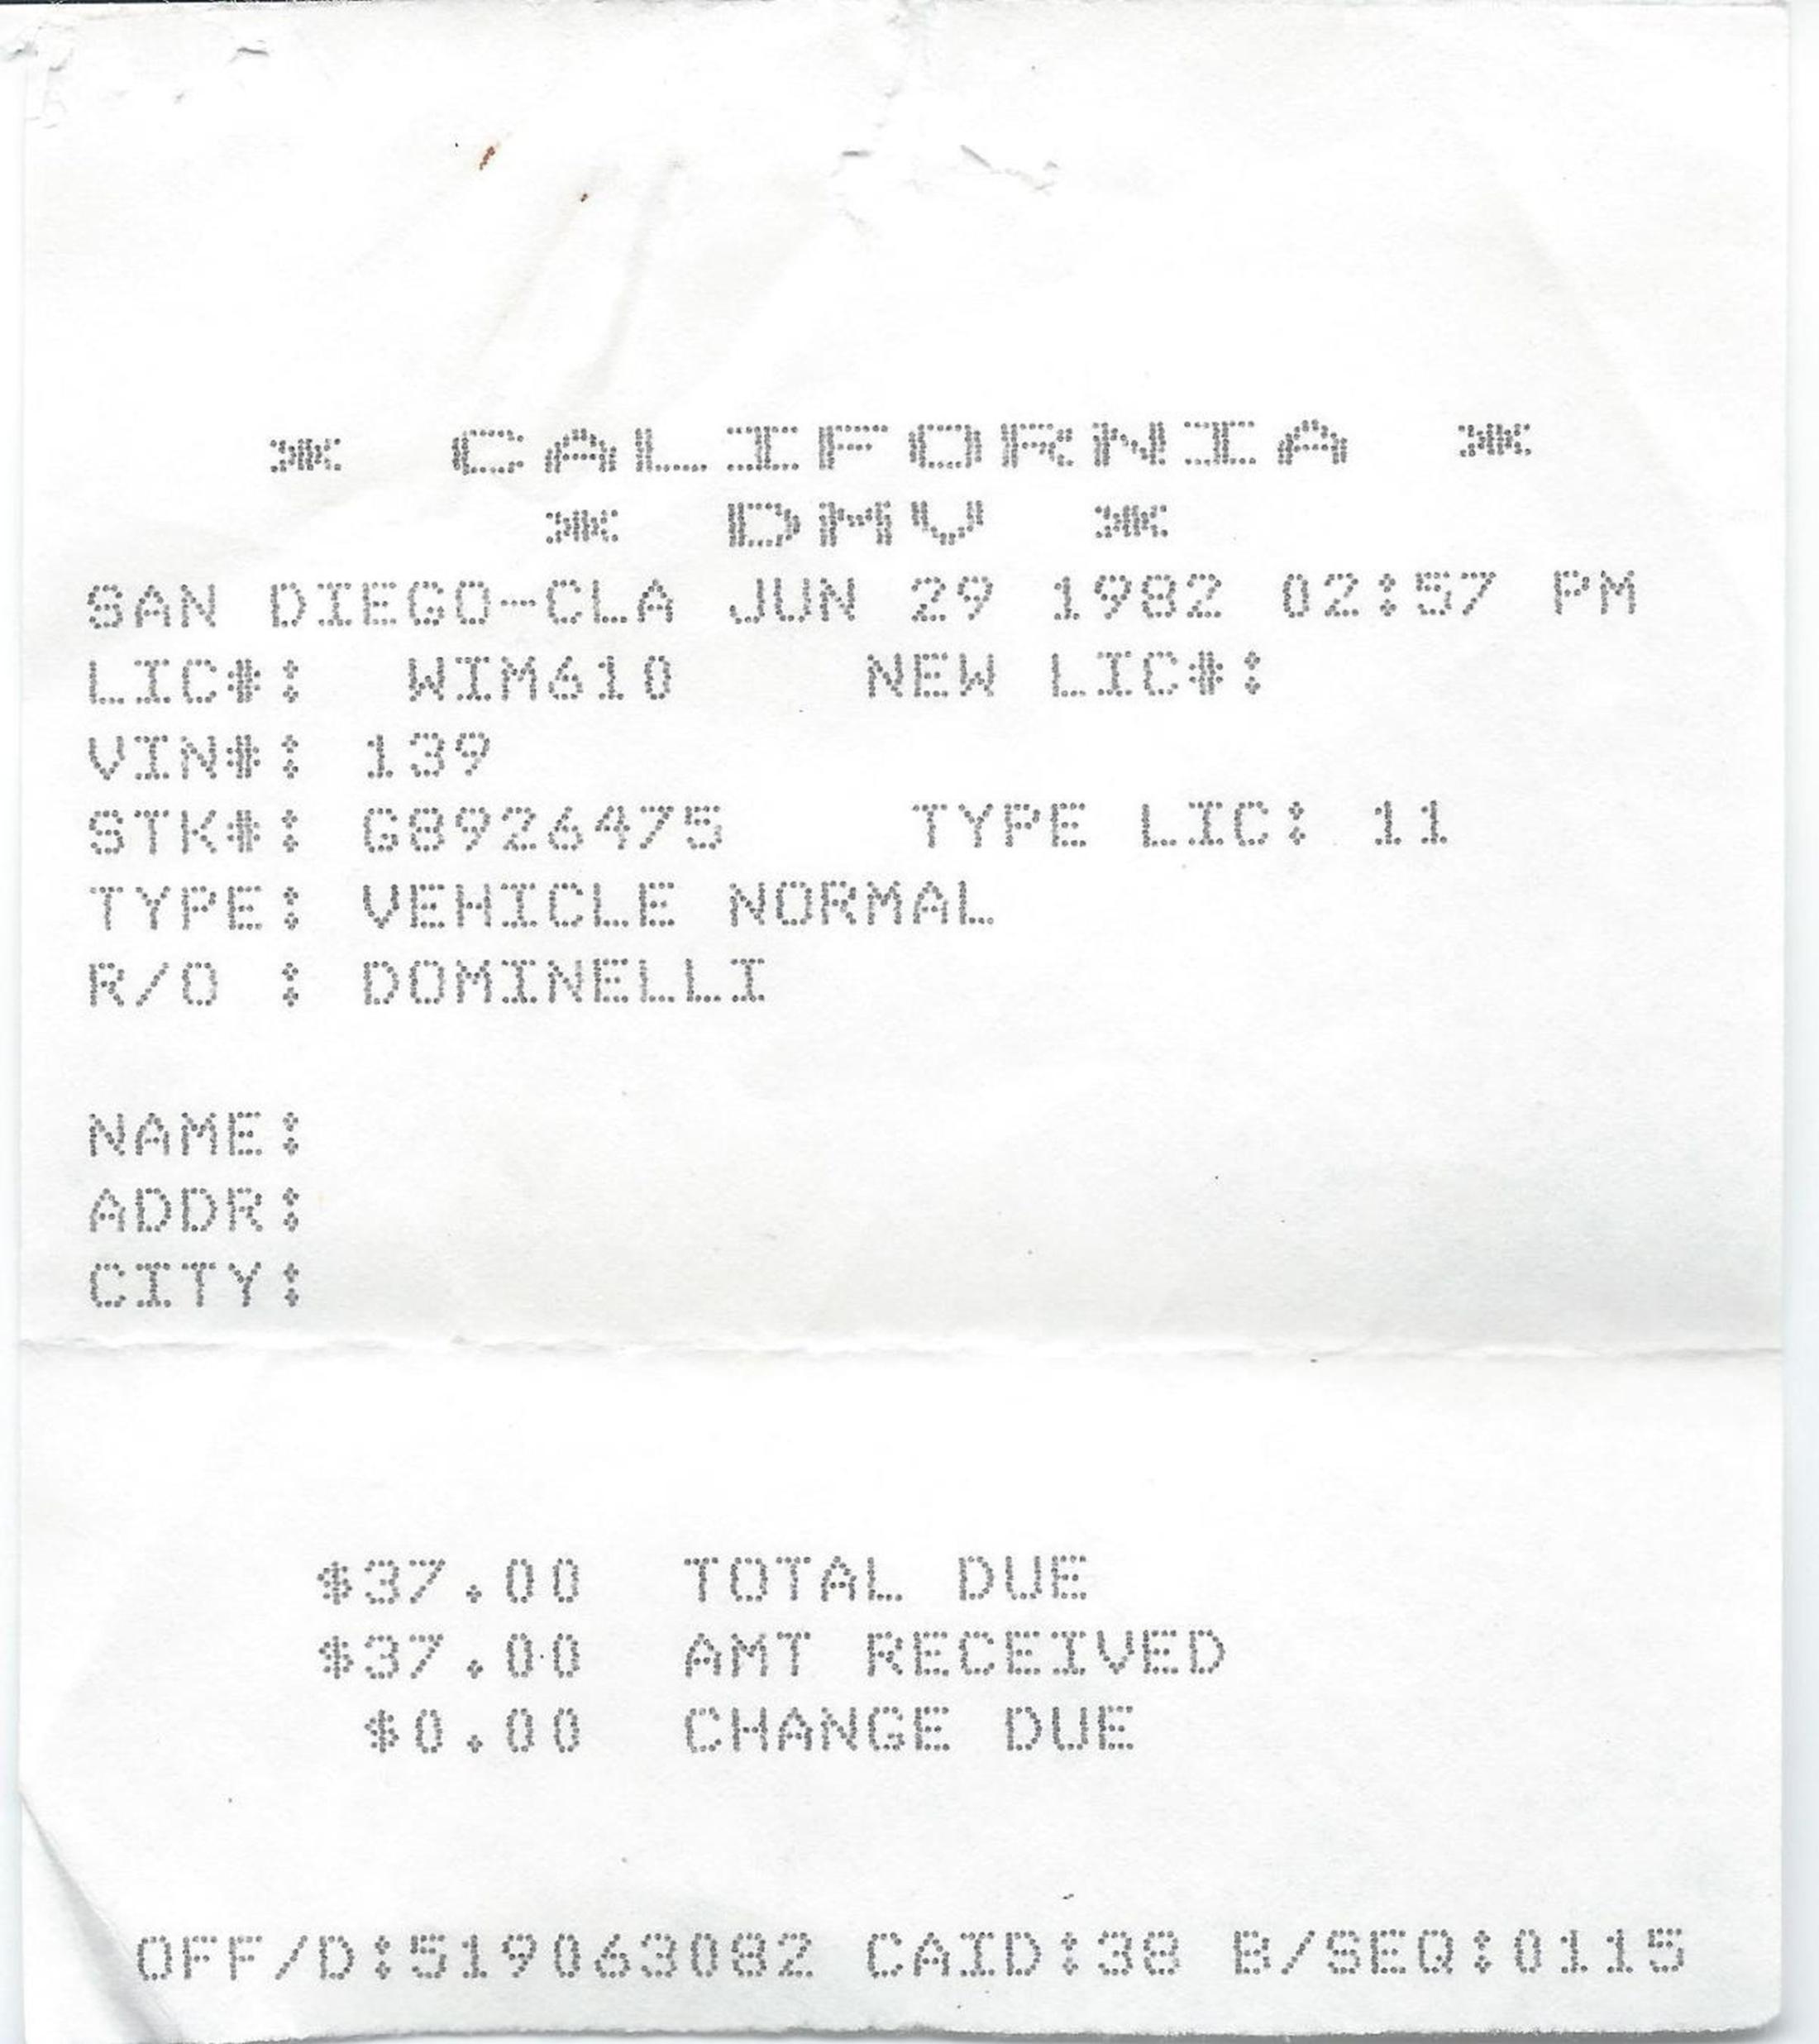 * CALIFORNIA *
* DMV *
SAN DIEGO-CLA JUN 29 1982 02:57 PM
LIC#: WIM610 NEW LIC#:
VIN#: 139
STK#: G8926475 TYPE LIC: 11
TYPE: VEHICLE NORMAL
R/O : DOMINELLI
NAME:
ADDR:
CITY:
$37.00 TOTAL DUE
$37.00 AMT RECEIVED
$0.00 CHANGE DUE
OFF/D:519063082 CAID:38 B/SEQ:0115